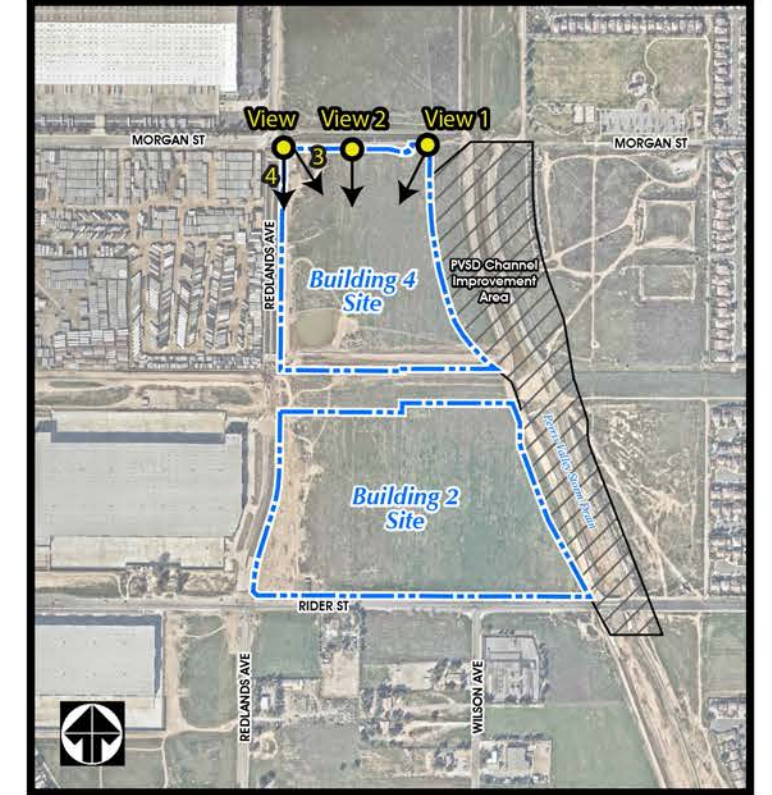 View
View 2
View 1
MORGAN ST
MORGAN ST
3
4
REDLANDS AVE
PVSD Channel
Improvement
Area
Building 4
Site
Perris Valley Storm Drain
Building 2
Site
RIDER ST
REDLANDS AVE
WILSON AVE